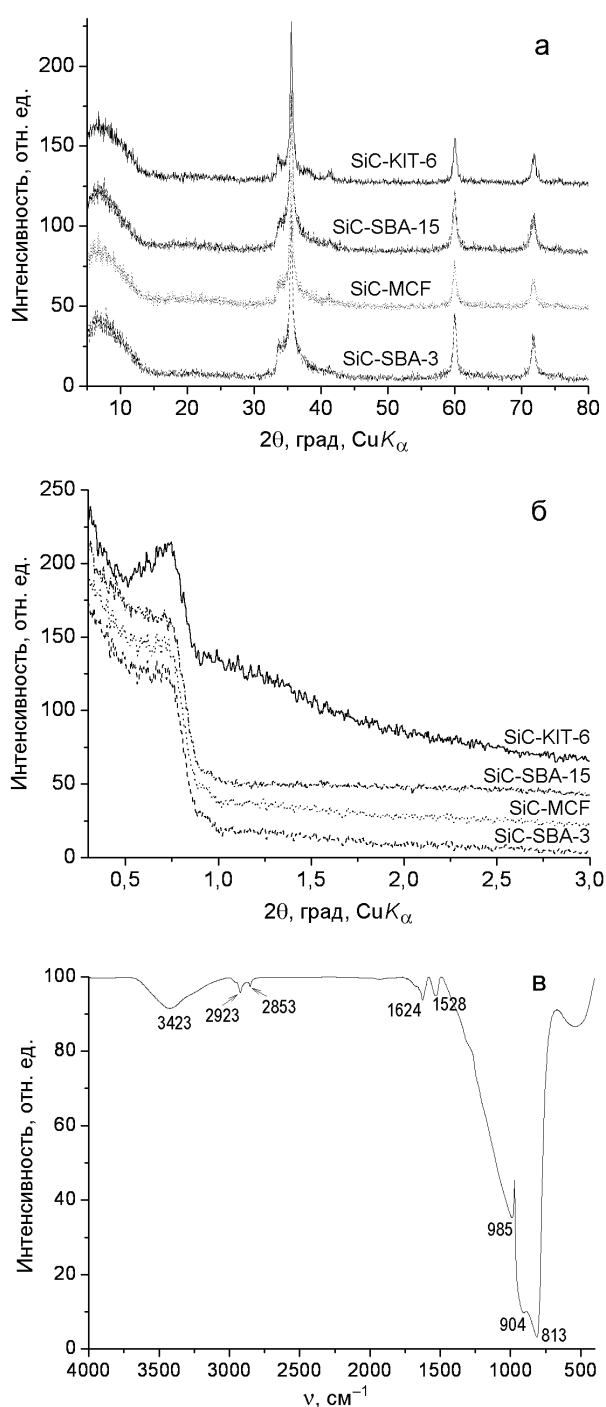 а
Интенсивность, отн. ед.
200
150
100
50
0
SiC-KIT-6
SiC-SBA-15
SiC-MCF
SiC-SBA-3
10 20 30 40 50 60 70 80
2θ, град, CuKα
б
Интенсивность, отн. ед.
250
200
250
150
100
50
0
SiC-KIT-6
SiC-SBA-15
SiC-MCF
SiC-SBA-3
0,5 1,0 1,5 2,0 2,5 3,0
2θ, град, CuKα
в
Интенсивность, отн. ед.
100
80
60
40
10
0
3423
2923
2853
1624
1528
985
904
813
4000 3500 3000 2500 2000 1500 1000 500
ν, см⁻¹